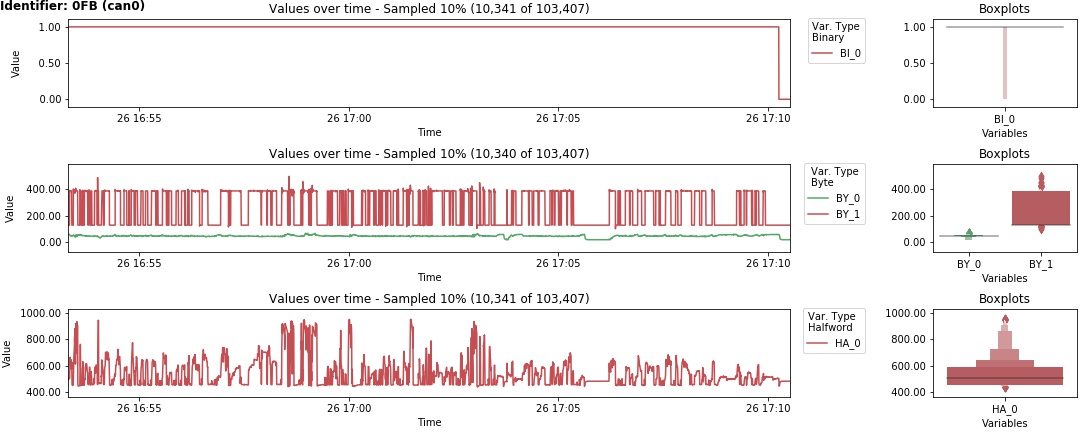 Identifier: 0FB (can0)
Values over time - Sampled 10% (10,341 of 103,407)
Boxplots
Value
1.00
0.50
0.00
26 16:55
26 17:00
26 17:05
26 17:10
Time
Var. Type
Binary
BI_0
1.00
0.50
0.00
BI_0
Variables
Values over time - Sampled 10% (10,340 of 103,407)
Boxplots
Value
400.00
200.00
0.00
26 16:55
26 17:00
26 17:05
26 17:10
Time
Var. Type
Byte
BY_0
BY_1
400.00
200.00
0.00
BY_0
BY_1
Variables
Values over time - Sampled 10% (10,341 of 103,407)
Boxplots
Value
1000.00
800.00
600.00
400.00
26 16:55
26 17:00
26 17:05
26 17:10
Time
Var. Type
Halfword
HA_0
1000.00
800.00
600.00
400.00
HA_0
Variables